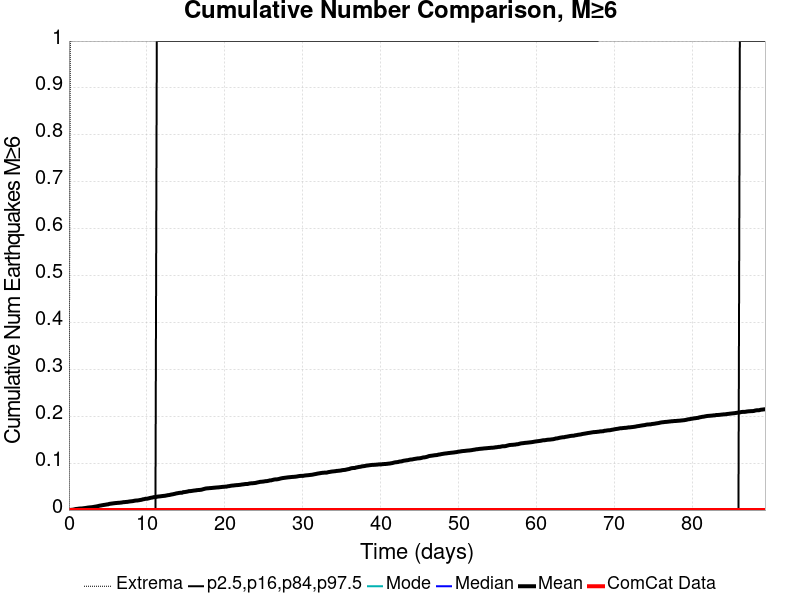 Cumulative Number Comparison, M≥6
Cumulative Num Earthquakes M≥6
1
0.9
0.8
0.7
0.6
0.5
0.4
0.3
0.2
0.1
0
0 10 20 30 40 50 60 70 80
Time (days)
Extrema p2.5,p16,p84,p97.5 Mode Median Mean ComCat Data